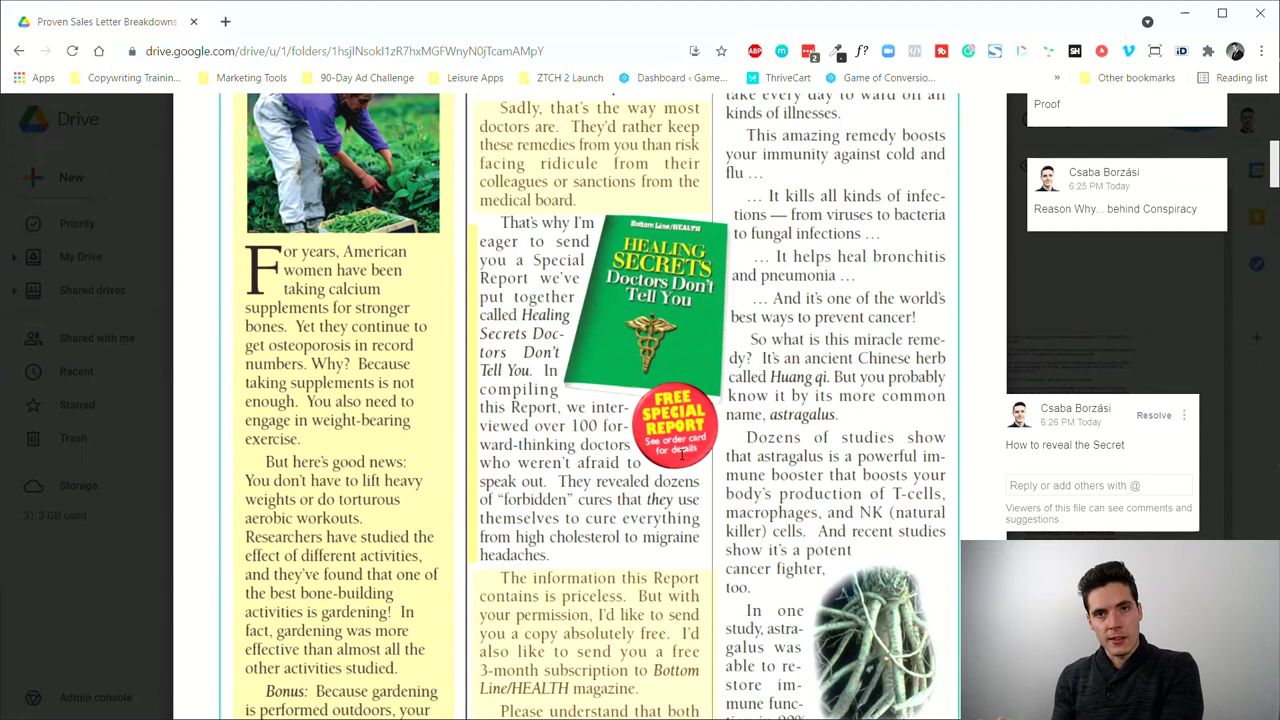 Proven Sales Letter Breakdowns
drive.google.com/drive/u/1/folders/1hsjlNsokl1zR7hxMGFWnyN0jTcamAMpY
Apps
Copywriting Trainin...
Marketing Tools
90-Day Ad Challenge
Leisure Apps
ZTCH 2 Launch
Dashboard ‹ Game...
ThriveCart
Game of Conversio...
Other bookmarks
Reading list
Drive
New
Priority
My Drive
Shared drives
Shared with me
Recent
Starred
Trash
Storage
31.3 GB used
Admin console
For years, American
women have been
taking calcium
supplements for stronger
bones. Yet they continue to
get osteoporosis in record
numbers. Why? Because
taking supplements is not
enough. You also need to
engage in weight-bearing
exercise.
But here's good news:
You don't have to lift heavy
weights or do torturous
aerobic workouts.
Researchers have studied the
effect of different activities,
and they've found that one of
the best bone-building
activities is gardening! In
fact, gardening was more
effective than almost all the
other activities studied.
Bonus: Because gardening
is performed outdoors, your
Sadly, that's the way most
doctors are. They'd rather keep
these remedies from you than risk
facing ridicule from their
colleagues or sanctions from the
medical board.
That's why I'm
eager to send
you a Special
Report we've
put together
called Healing
Secrets Doc-
tors Don't
Tell You. In
compiling
this Report, we inter-
viewed over 100 for-
ward-thinking doctors
who weren't afraid to
speak out. They revealed dozens
of "forbidden" cures that they use
themselves to cure everything
from high cholesterol to migraine
headaches.
The information this Report
contains is priceless. But with
your permission, I'd like to send
you a copy absolutely free. I'd
also like to send you a free
3-month subscription to Bottom
Line/HEALTH magazine.
Please understand that both
Bottom Line/HEALTH
HEALING
SECRETS
Doctors Don't
Tell You
FREE
SPECIAL
REPORT
See order card
for details
take every day to ward off all
kinds of illnesses.
This amazing remedy boosts
your immunity against cold and
flu ...
... It kills all kinds of infec-
tions — from viruses to bacteria
to fungal infections ...
... It helps heal bronchitis
and pneumonia ...
... And it's one of the world's
best ways to prevent cancer!
So what is this miracle reme-
dy? It's an ancient Chinese herb
called Huang qi. But you probably
know it by its more common
name, astragalus.
Dozens of studies show
that astragalus is a powerful im-
mune booster that boosts your
body's production of T-cells,
macrophages, and NK (natural
killer) cells. And recent studies
show it's a potent
cancer fighter,
too.
In one
study, astra-
galus was
able to re-
store im-
mune func-
Proof
Csaba Borzási
6:25 PM Today
Reason Why... behind Conspiracy
Csaba Borzási
6:26 PM Today
Resolve
How to reveal the Secret
Reply or add others with @
Viewers of this file can see comments and
suggestions.